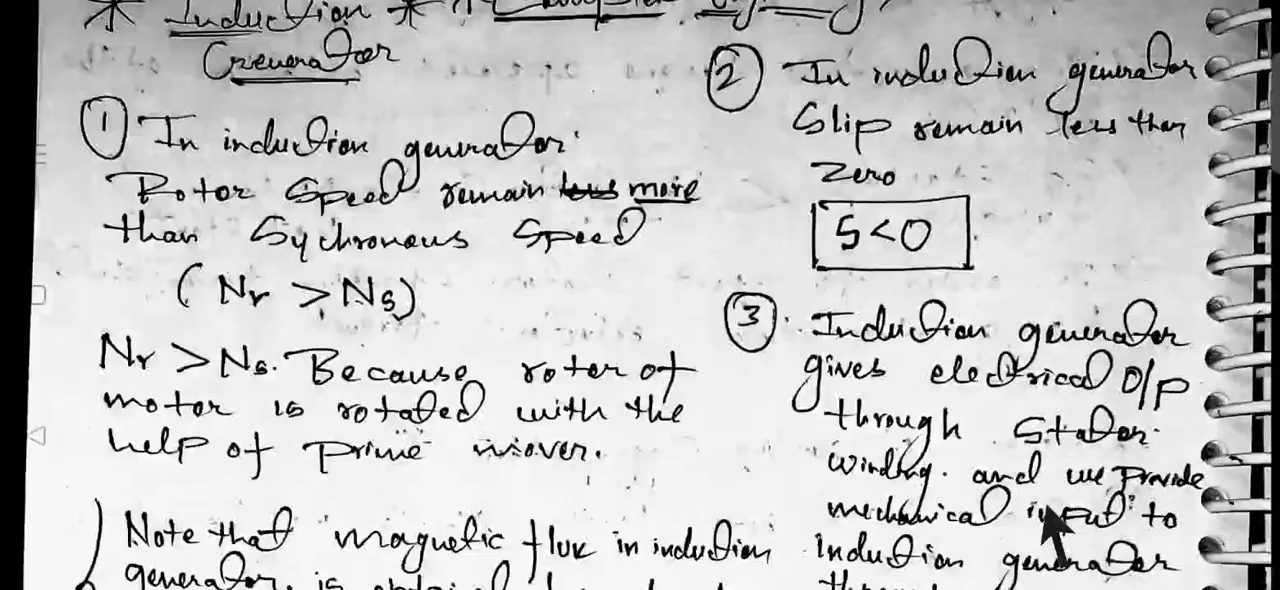 * Induction *
Generator
① In induction generator
Rotor Speed remain less more
than Sychronous Speed
(Nr > Ns)
Nr > Ns. Because rotor of
motor is rotated with the
help of prime mover.
Note that magnetic flux in induction
generator is
② In induction generator
Slip remain less than
Zero
S<0
③ Induction generator
gives electrical O/P
through Stator
winding. and we Provide
mechanical input to
induction generator